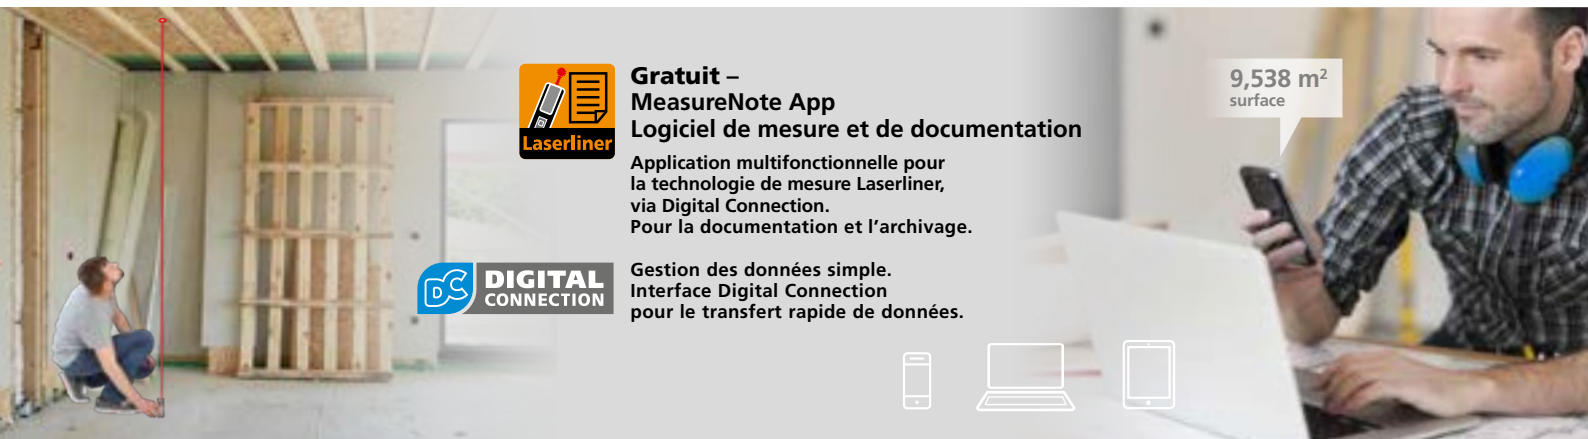 Laserliner
Gratuit –
MeasureNote App
Logiciel de mesure et de documentation
Application multifonctionnelle pour
la technologie de mesure Laserliner,
via Digital Connection.
Pour la documentation et l’archivage.
DC DIGITAL
CONNECTION
Gestion des données simple.
Interface Digital Connection
pour le transfert rapide de données.
9,538 m²
surface